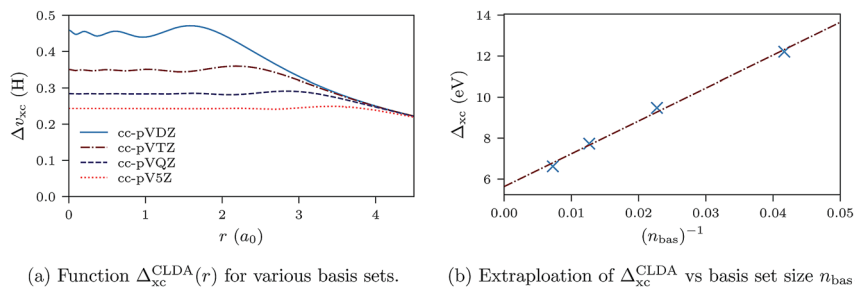 0.5
0.4
0.3
0.2
0.1
0.0
Δv_xc (H)
cc-pVDZ
cc-pVTZ
cc-pVQZ
cc-pV5Z
0 1 2 3 4
r (a_0)
14
12
10
8
6
Δ_xc (eV)
0.00 0.01 0.02 0.03 0.04 0.05
(n_bas)^{-1}
(a) Function Δ_xc^CLDA(r) for various basis sets.
(b) Extraploation of Δ_xc^CLDA vs basis set size n_bas